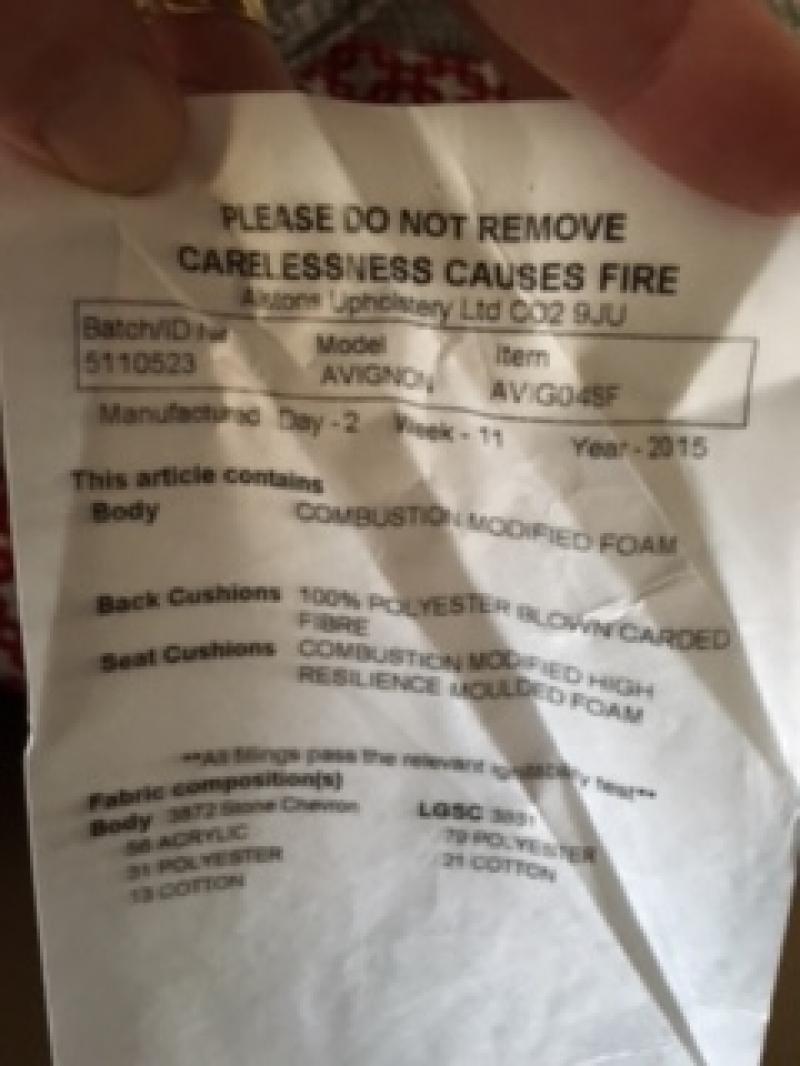 PLEASE DO NOT REMOVE
CARELESSNESS CAUSES FIRE
Alstons Upholstery Ltd CO2 9JU
Batch/ID Model Item
5110523 AVIGNON AVIG04SF
Manufactured Day - 2 Week - 11 Year - 2015
This article contains
Body COMBUSTION MODIFIED FOAM
Back Cushions 100% POLYESTER BLOWN CARDED
FIBRE
Seat Cushions COMBUSTION MODIFIED HIGH
RESILIENCE MOULDED FOAM
**All fillings pass the relevant ignitability test**
Fabric composition(s)
Body 3872 Stone Chevron LGSC
56 ACRYLIC 79 POLYESTER
31 POLYESTER 21 COTTON
13 COTTON